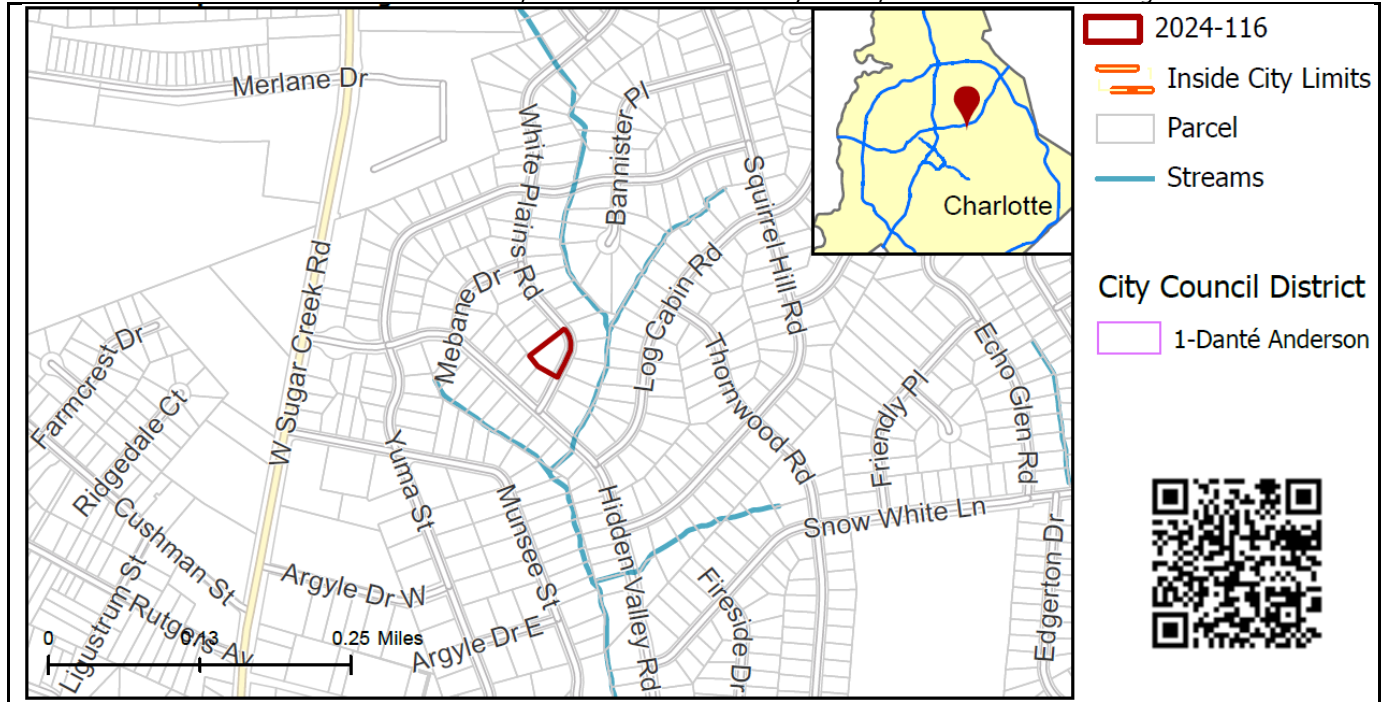 2024-116
Inside City Limits
Parcel
Streams
City Council District
1-Danté Anderson
Charlotte
Merlane Dr
White Plains Rd
Bannister Pl
Squirrel Hill Rd
W Sugar Creek Rd
Mebane Dr
Log Cabin Rd
Thornwood Rd
Echo Glen Rd
Friendly Pl
Farmcrest Dr
Ridgedale Ct
Yuma St
Munsee St
Hidden Valley Rd
Snow White Ln
Cushman St
Argyle Dr W
Argyle Dr E
Fireside Dr
Edgerton Dr
Ligustrum St
Rutgers Av
0 0.13 0.25 Miles